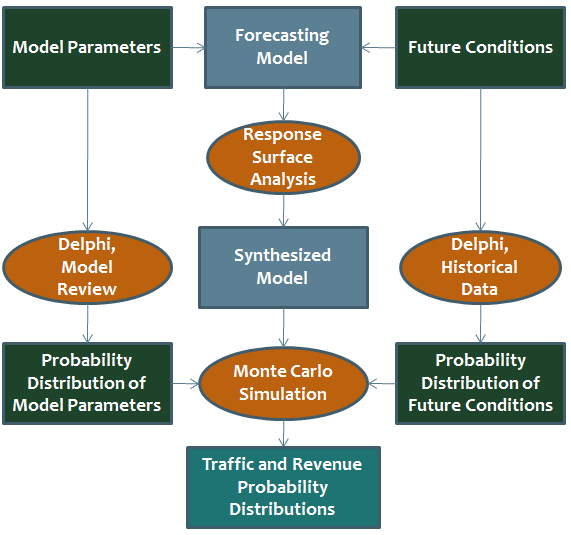 Model Parameters
Forecasting
Model
Future Conditions
Response
Surface
Analysis
Delphi,
Model
Review
Synthesized
Model
Delphi,
Historical
Data
Probability
Distribution of
Model Parameters
Monte Carlo
Simulation
Probability
Distribution of
Future Conditions
Traffic and Revenue
Probability
Distributions